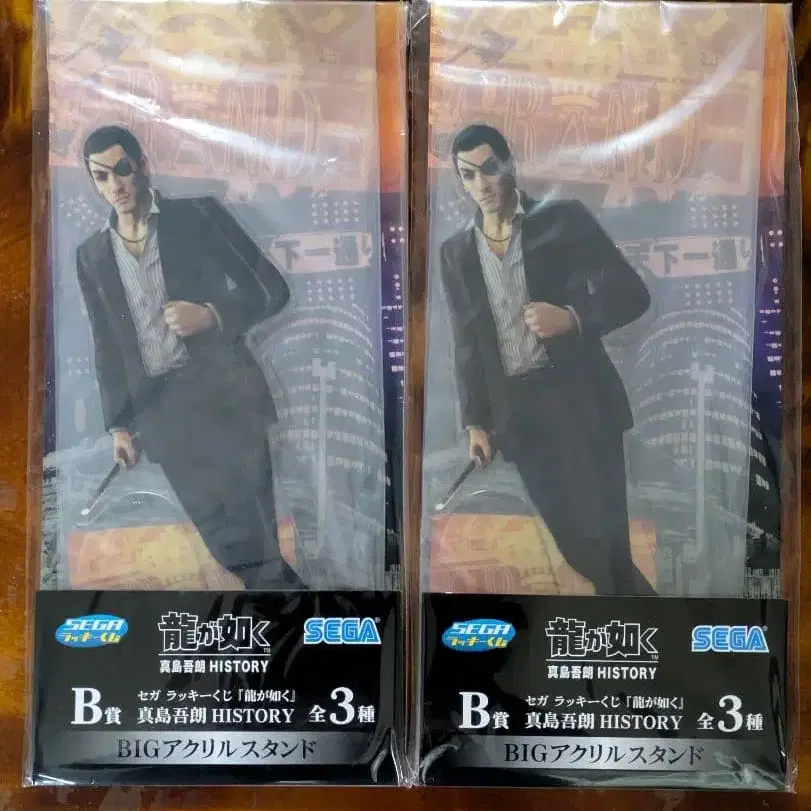 GRAND
天下一通り
SEGA
ラッキーくじ
龍が如く
TM
真島吾朗 HISTORY
SEGA
B賞
セガ ラッキーくじ『龍が如く』
真島吾朗 HISTORY
全3種
BIGアクリルスタンド
GRAND
天下一通り
SEGA
ラッキーくじ
龍が如く
TM
真島吾朗 HISTORY
SEGA
B賞
セガ ラッキーくじ『龍が如く』
真島吾朗 HISTORY
全3種
BIGアクリルスタンド